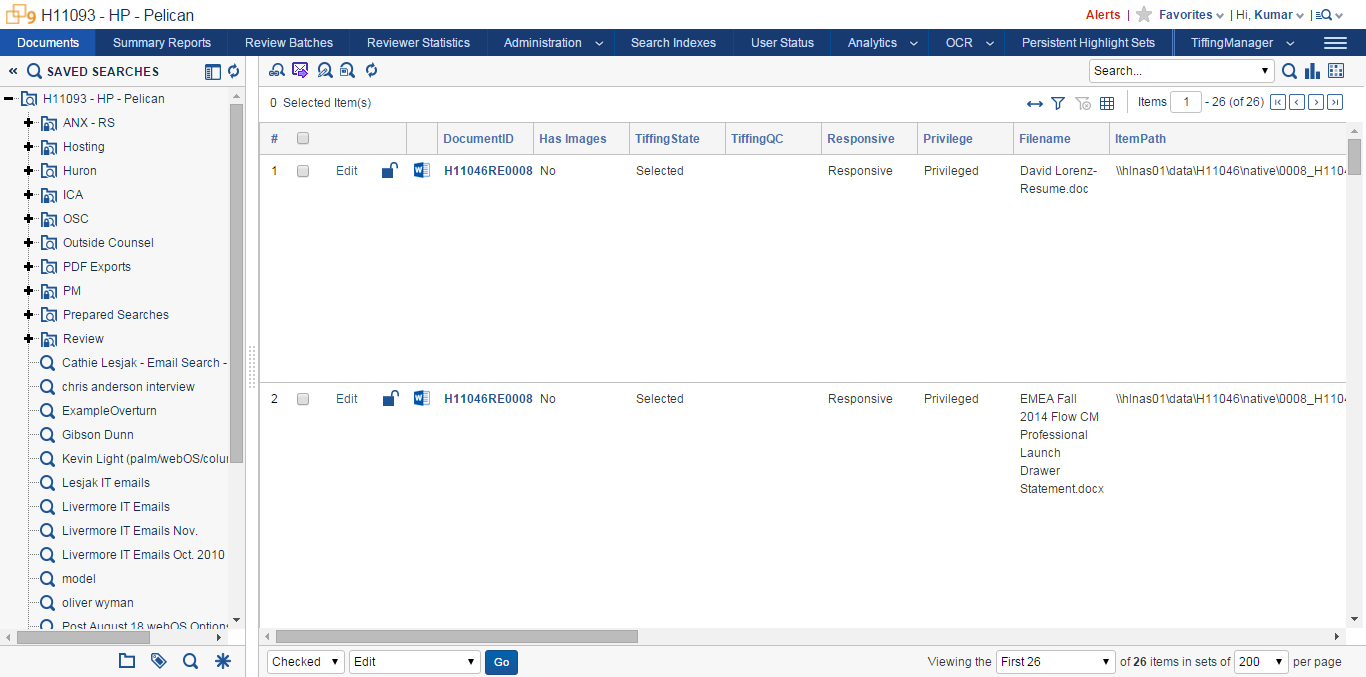 9 H11093 - HP - Pelican
Alerts | Favorites | Hi, Kumar |
Documents Summary Reports Review Batches Reviewer Statistics Administration Search Indexes User Status Analytics OCR Persistent Highlight Sets TiffingManager
« SAVED SEARCHES
Search...
H11093 - HP - Pelican
ANX - RS
Hosting
Huron
ICA
OSC
Outside Counsel
PDF Exports
PM
Prepared Searches
Review
Cathie Lesjak - Email Search -
chris anderson interview
ExampleOverturn
Gibson Dunn
Kevin Light (palm/webOS/colu
Lesjak IT emails
Livermore IT Emails
Livermore IT Emails Nov.
Livermore IT Emails Oct. 2010
model
oliver wyman
Post August 18 webOS Options
0 Selected Item(s)
Items 1 - 26 (of 26)
# DocumentID Has Images TiffingState TiffingQC Responsive Privilege Filename ItemPath
1 Edit H11046RE0008 No Selected Responsive Privileged David Lorenz- \\hlnas01\data\H11046\native\0008_H1104
Resume.doc
2 Edit H11046RE0008 No Selected Responsive Privileged EMEA Fall \\hlnas01\data\H11046\native\0008_H1104
2014 Flow CM
Professional
Launch
Drawer
Statement.docx
Checked Edit Go
Viewing the First 26 of 26 items in sets of 200 per page